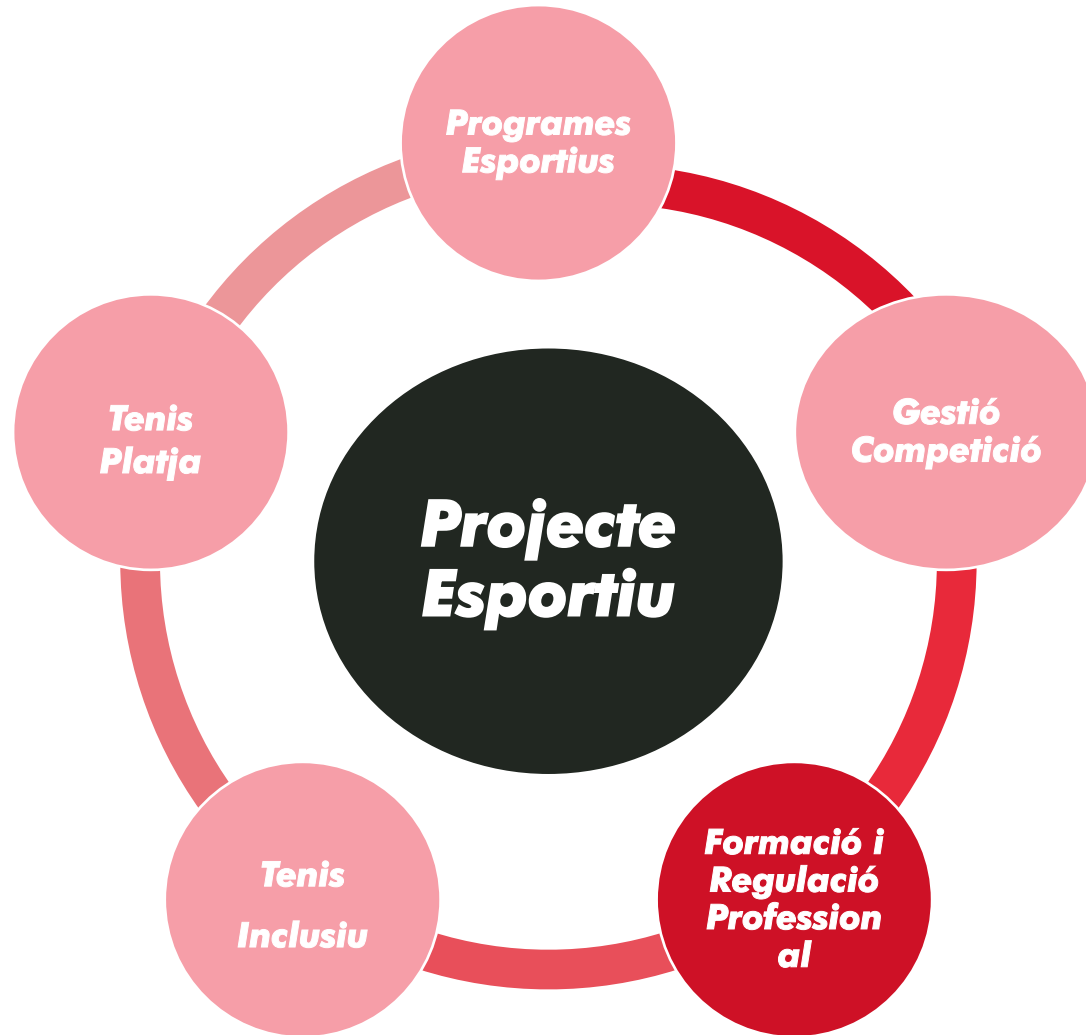 Programes
Esportius
Gestió
Competició
Formació i
Regulació
Profession
al
Tenis
Inclusiu
Tenis
Platja
Projecte
Esportiu